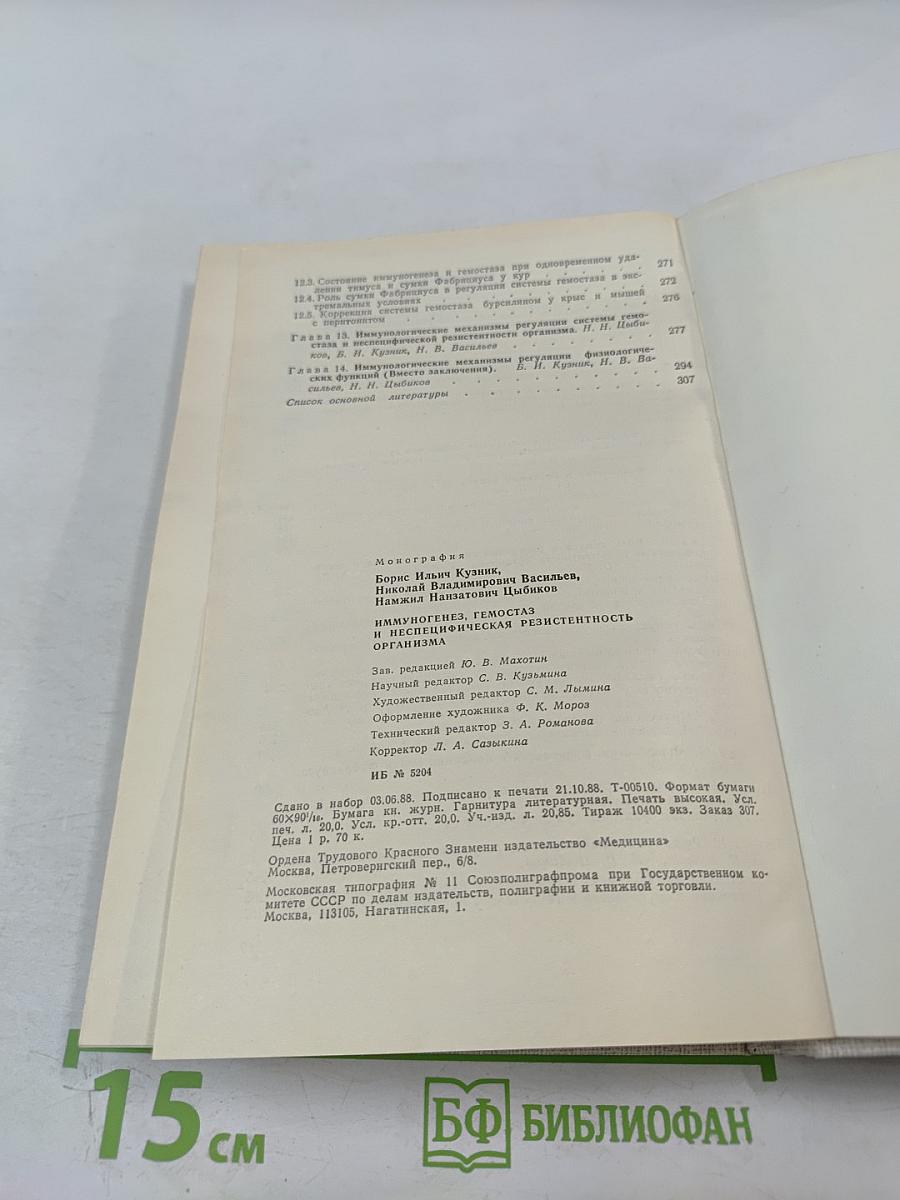 12.3. Состояние иммуногенеза и гемостаза при одновременном уда-
лении тимуса и сумки Фабрициуса у кур . . . . . . 271
12.4. Роль сумки Фабрициуса в регуляции системы гемостаза в экс-
тремальных условиях . . . . . . . . . . 272
12.5. Коррекция системы гемостаза бурсилином у крыс и мышей
с перитонитом . . . . . . . . . . . 276
Глава 13. Иммунологические механизмы регуляции системы гемо-
стаза и неспецифической резистентности организма. Н. Н. Цыби-
ков, Б. И. Кузник, Н. В. Васильев . . . . . . . 277
Глава 14. Иммунологические механизмы регуляции физиологиче-
ских функций (Вместо заключения). Б. И. Кузник, Н. В. Ва-
сильев, Н. Н. Цыбиков . . . . . . . . . . 294
Список основной литературы . . . . . . . . . 307
Монография
Борис Ильич Кузник,
Николай Владимирович Васильев,
Намжил Нанзатович Цыбиков
ИММУНОГЕНЕЗ, ГЕМОСТАЗ
И НЕСПЕЦИФИЧЕСКАЯ РЕЗИСТЕНТНОСТЬ
ОРГАНИЗМА
Зав. редакцией Ю. В. Махотин
Научный редактор С. В. Кузьмина
Художественный редактор С. М. Лымина
Оформление художника Ф. К. Мороз
Технический редактор З. А. Романова
Корректор Л. А. Сазыкина
ИБ № 5204
Сдано в набор 03.06.88. Подписано к печати 21.10.88. Т-00510. Формат бумаги
60×90¹/₁₆. Бумага кн. журн. Гарнитура литературная. Печать высокая. Усл.
печ. л. 20,0. Усл. кр.-отт. 20,0. Уч.-изд. л. 20,85. Тираж 10400 экз. Заказ 307.
Цена 1 р. 70 к.
Ордена Трудового Красного Знамени издательство «Медицина»
Москва, Петроверигский пер., 6/8.
Московская типография № 11 Союзполиграфпрома при Государственном ко-
митете СССР по делам издательств, полиграфии и книжной торговли.
Москва, 113105, Нагатинская, 1.
15 см
БФ БИБЛИОФАН